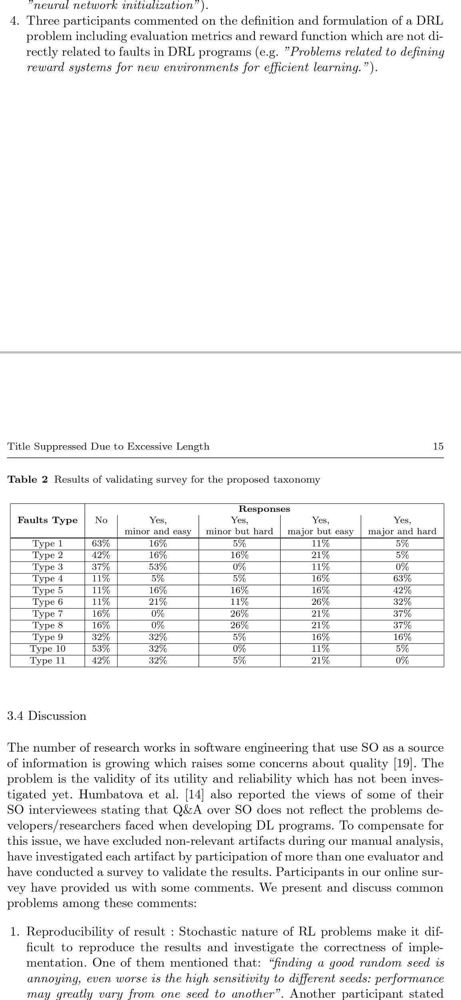 ”neural network initialization”).
4. Three participants commented on the definition and formulation of a DRL
problem including evaluation metrics and reward function which are not di-
rectly related to faults in DRL programs (e.g. ”Problems related to defining
reward systems for new environments for efficient learning.”).
Title Suppressed Due to Excessive Length 15
Table 2 Results of validating survey for the proposed taxonomy
Responses
Faults Type No Yes, Yes, Yes, Yes,
minor and easy minor but hard major but easy major and hard
Type 1 63% 16% 5% 11% 5%
Type 2 42% 16% 16% 21% 5%
Type 3 37% 53% 0% 11% 0%
Type 4 11% 5% 5% 16% 63%
Type 5 11% 16% 16% 16% 42%
Type 6 11% 21% 11% 26% 32%
Type 7 16% 0% 26% 21% 37%
Type 8 16% 0% 26% 21% 37%
Type 9 32% 32% 5% 16% 16%
Type 10 53% 32% 0% 11% 5%
Type 11 42% 32% 5% 21% 0%
3.4 Discussion
The number of research works in software engineering that use SO as a source
of information is growing which raises some concerns about quality [19]. The
problem is the validity of its utility and reliability which has not been inves-
tigated yet. Humbatova et al. [14] also reported the views of some of their
SO interviewees stating that Q&A over SO does not reflect the problems de-
velopers/researchers faced when developing DL programs. To compensate for
this issue, we have excluded non-relevant artifacts during our manual analysis,
have investigated each artifact by participation of more than one evaluator and
have conducted a survey to validate the results. Participants in our online sur-
vey have provided us with some comments. We present and discuss common
problems among these comments:
1. Reproducibility of result : Stochastic nature of RL problems make it dif-
ficult to reproduce the results and investigate the correctness of imple-
mentation. One of them mentioned that: “finding a good random seed is
annoying, even worse is the high sensitivity to different seeds: performance
may greatly vary from one seed to another”. Another participant stated